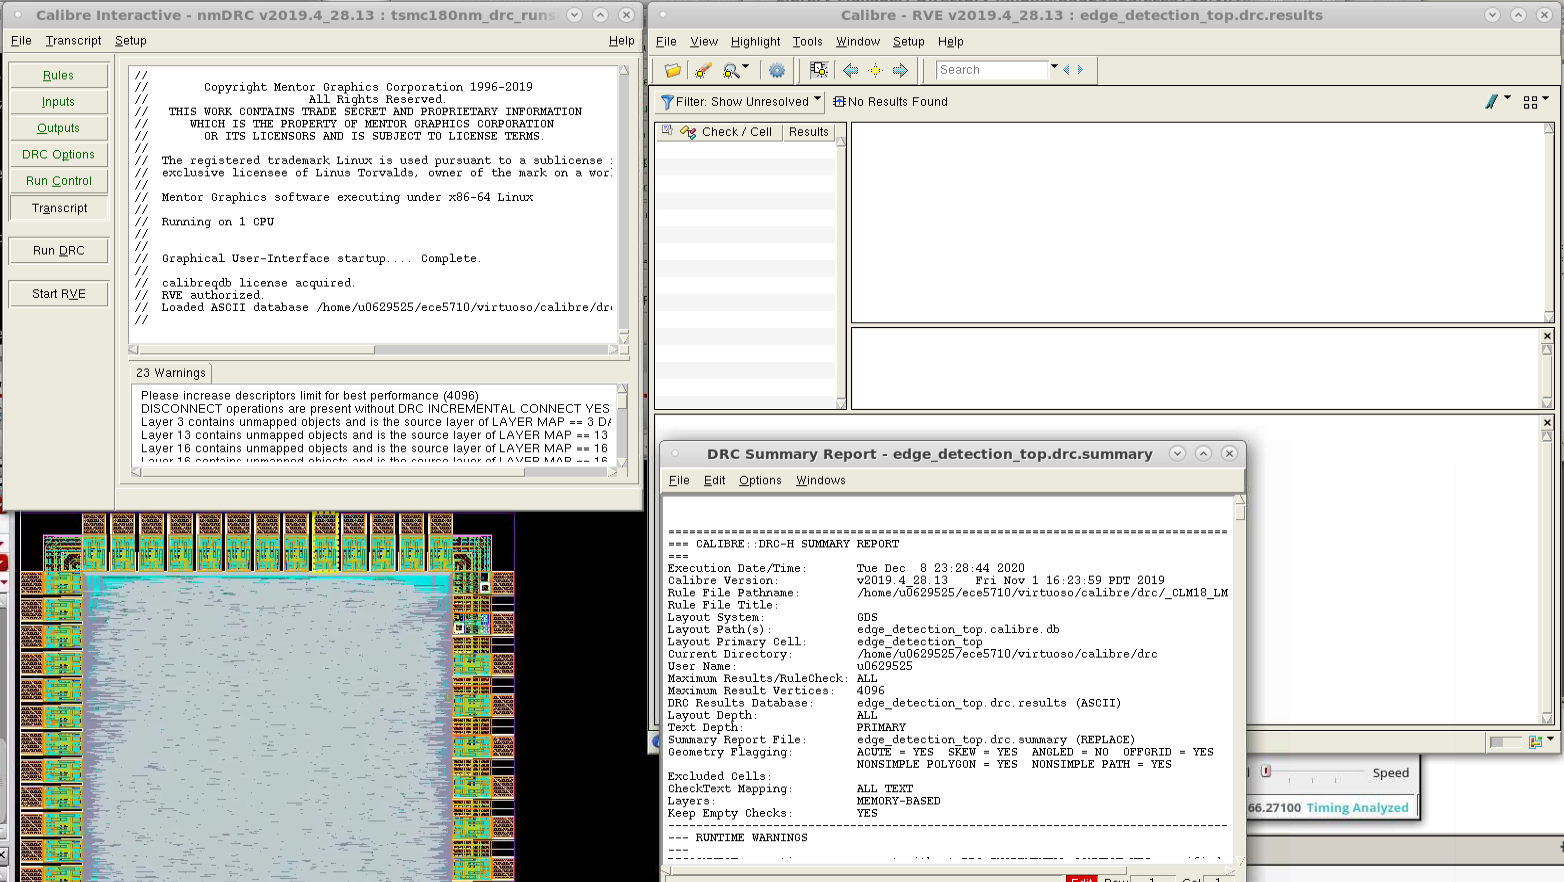 Calibre Interactive - nmDRC v2019.4_28.13 : tsmc180nm_drc_runs
File Transcript Setup Help
Rules
Inputs
Outputs
DRC Options
Run Control
Transcript
Run DRC
Start RVE
//
// Copyright Mentor Graphics Corporation 1996-2019
// All Rights Reserved.
// THIS WORK CONTAINS TRADE SECRET AND PROPRIETARY INFORMATION
// WHICH IS THE PROPERTY OF MENTOR GRAPHICS CORPORATION
// OR ITS LICENSORS AND IS SUBJECT TO LICENSE TERMS.
//
// The registered trademark Linux is used pursuant to a sublicense
// exclusive licensee of Linus Torvalds, owner of the mark on a wor
//
// Mentor Graphics software executing under x86-64 Linux
//
// Running on 1 CPU
//
//
// Graphical User-Interface startup.... Complete.
//
// calibreqdb license acquired.
// RVE authorized.
// Loaded ASCII database /home/u0629525/ece5710/virtuoso/calibre/dr
//
23 Warnings
Please increase descriptors limit for best performance (4096)
DISCONNECT operations are present without DRC INCREMENTAL CONNECT YES
Layer 3 contains unmapped objects and is the source layer of LAYER MAP == 3 DA
Layer 13 contains unmapped objects and is the source layer of LAYER MAP == 13
Layer 16 contains unmapped objects and is the source layer of LAYER MAP == 16
Layer 16 contains unmapped objects and is the source layer of LAYER MAP == 16
Calibre - RVE v2019.4_28.13 : edge_detection_top.drc.results
File View Highlight Tools Window Setup Help
Search
Filter: Show Unresolved No Results Found
Check / Cell Results
DRC Summary Report - edge_detection_top.drc.summary
File Edit Options Windows
=== CALIBRE::DRC-H SUMMARY REPORT
===
Execution Date/Time: Tue Dec 8 23:28:44 2020
Calibre Version: v2019.4_28.13 Fri Nov 1 16:23:59 PDT 2019
Rule File Pathname: /home/u0629525/ece5710/virtuoso/calibre/drc/_CLM18_LM
Rule File Title:
Layout System: GDS
Layout Path(s): edge_detection_top.calibre.db
Layout Primary Cell: edge_detection_top
Current Directory: /home/u0629525/ece5710/virtuoso/calibre/drc
User Name: u0629525
Maximum Results/RuleCheck: ALL
Maximum Result Vertices: 4096
DRC Results Database: edge_detection_top.drc.results (ASCII)
Layout Depth: ALL
Text Depth: PRIMARY
Summary Report File: edge_detection_top.drc.summary (REPLACE)
Geometry Flagging: ACUTE = YES SKEW = YES ANGLED = NO OFFGRID = YES
NONSIMPLE POLYGON = YES NONSIMPLE PATH = YES
Excluded Cells:
CheckText Mapping: ALL TEXT
Layers: MEMORY-BASED
Keep Empty Checks: YES
--- RUNTIME WARNINGS
---
Speed
66.27100 Timing Analyzed